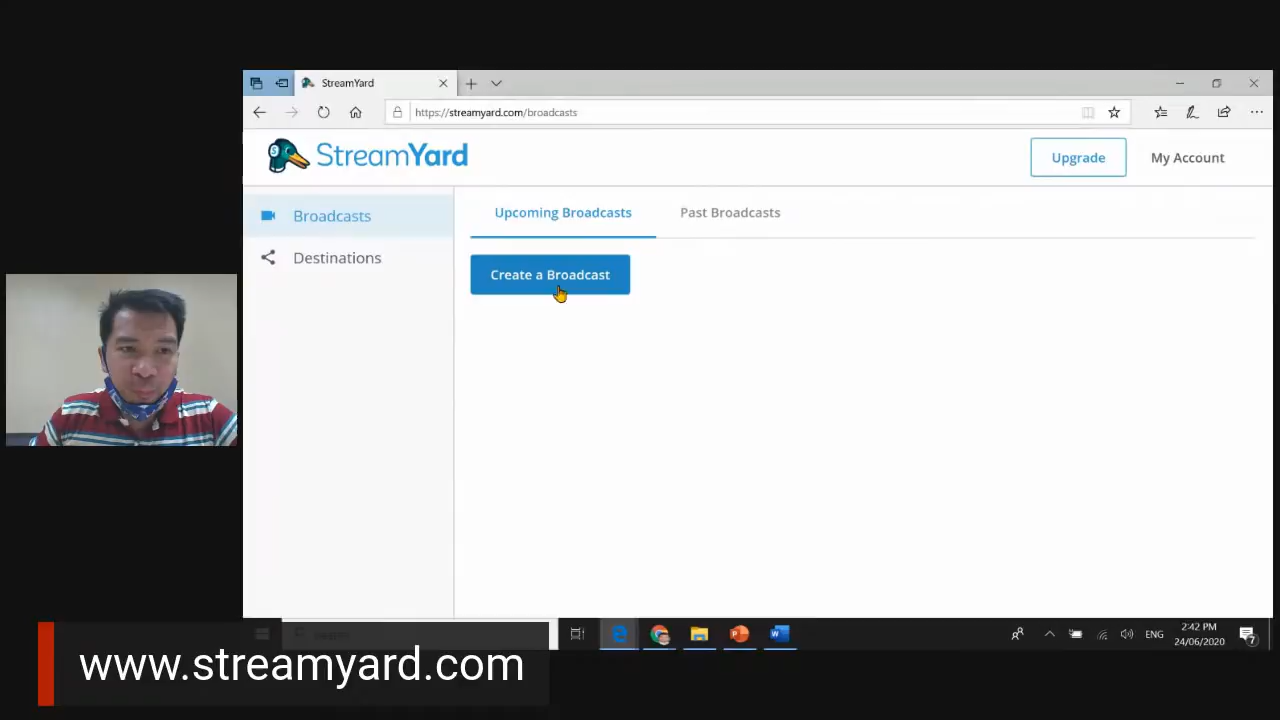 StreamYard
https://streamyard.com/broadcasts
StreamYard
Upgrade
My Account
Broadcasts
Destinations
Upcoming Broadcasts
Past Broadcasts
Create a Broadcast
ENG
2:42 PM
24/06/2020
7
www.streamyard.com